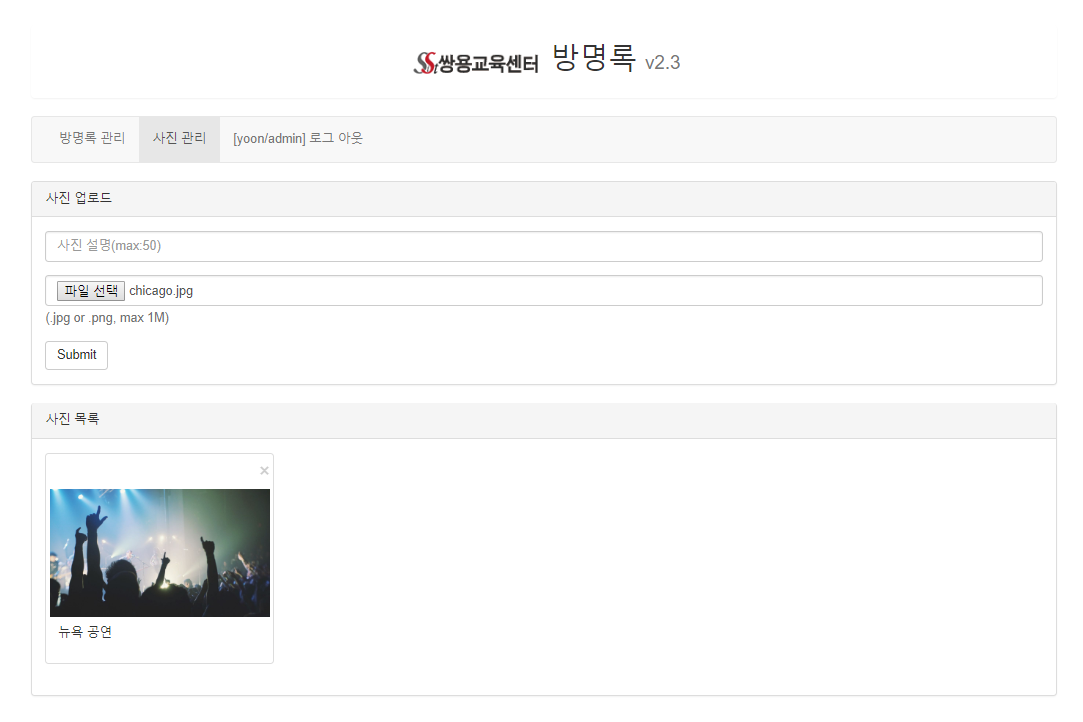 SSt쌍용교육센터 방명록 v2.3
방명록 관리 사진 관리 [yoon/admin] 로그 아웃
사진 업로드
사진 설명(max:50)
파일 선택 chicago.jpg
(.jpg or .png, max 1M)
Submit
사진 목록
×
뉴욕 공연